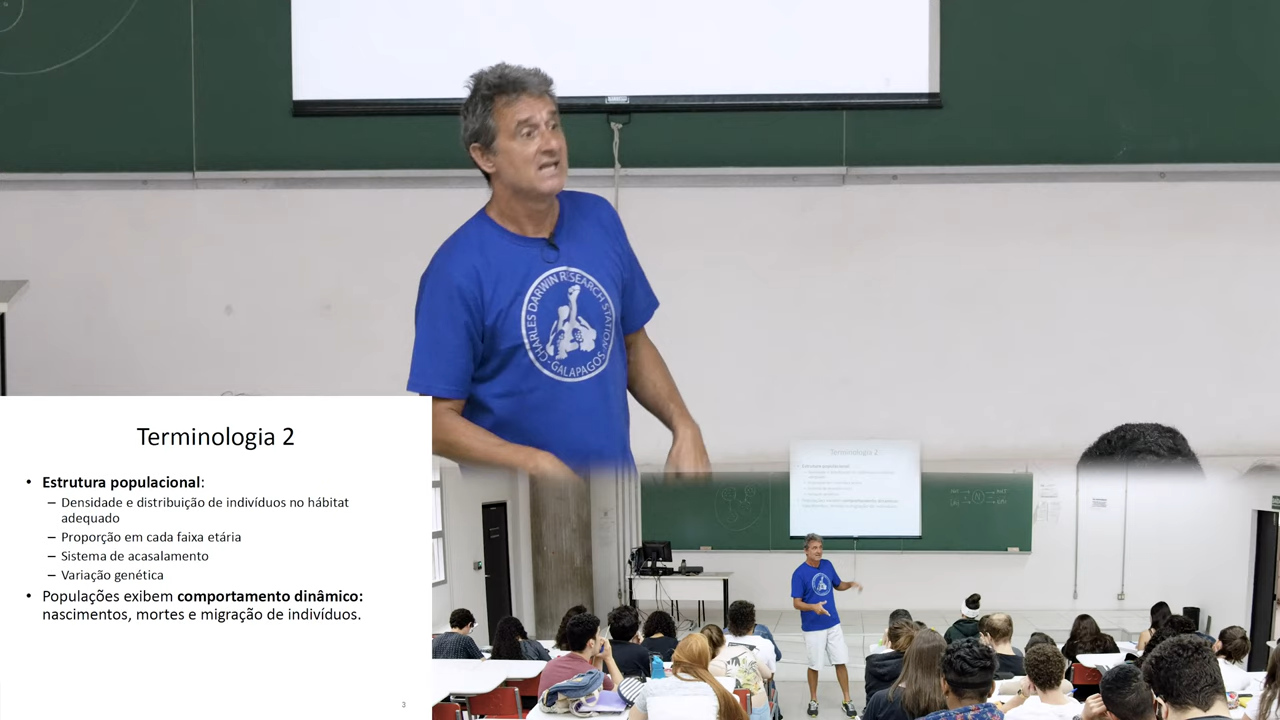 CHARLES DARWIN RESEARCH STATION
· GALAPAGOS ·
Terminologia 2
• Estrutura populacional:
– Densidade e distribuição de indivíduos no hábitat
adequado
– Proporção em cada faixa etária
– Sistema de acasalamento
– Variação genética
• Populações exibem comportamento dinâmico:
nascimentos, mortes e migração de indivíduos.
3
Terminologia 2
Estrutura populacional: